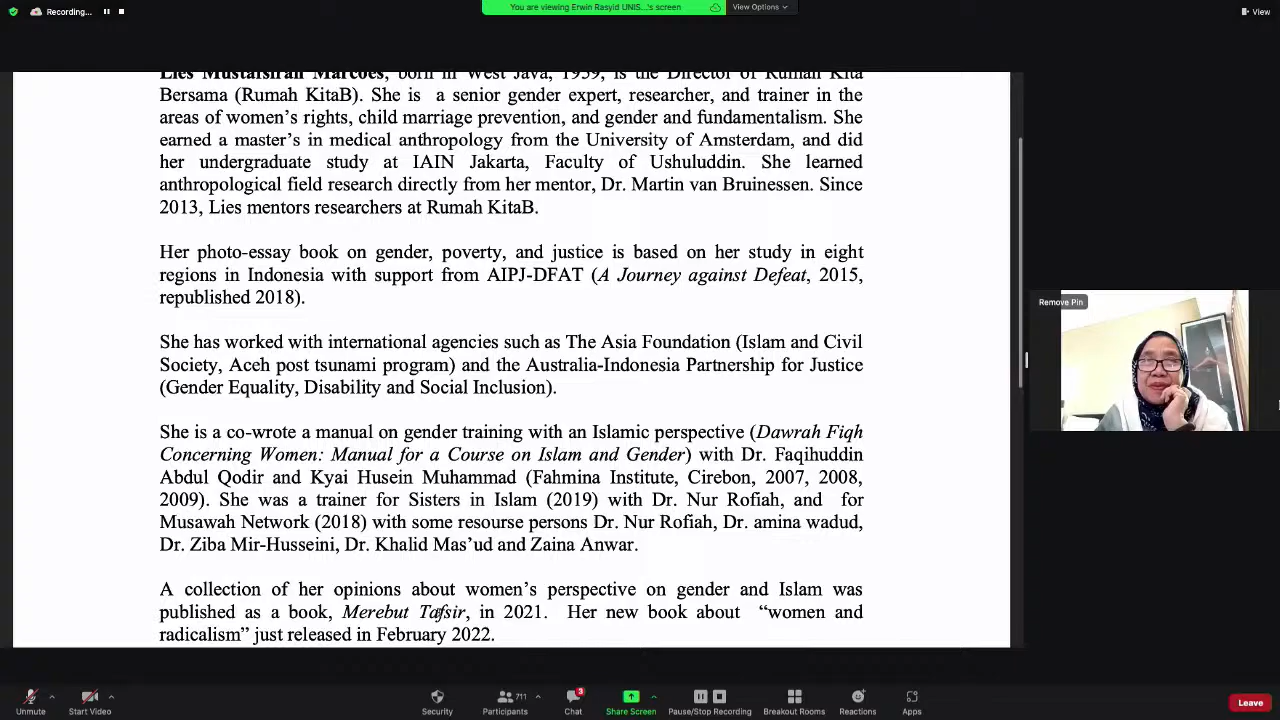 Recording...
You are viewing Erwin Rasyid UNIS...'s screen
View Options
View
Lies Mustafsirah Marcoes, born in West Java, 1959, is the Director of Rumah Kita
Bersama (Rumah KitaB). She is a senior gender expert, researcher, and trainer in the
areas of women's rights, child marriage prevention, and gender and fundamentalism. She
earned a master's in medical anthropology from the University of Amsterdam, and did
her undergraduate study at IAIN Jakarta, Faculty of Ushuluddin. She learned
anthropological field research directly from her mentor, Dr. Martin van Bruinessen. Since
2013, Lies mentors researchers at Rumah KitaB.
Her photo-essay book on gender, poverty, and justice is based on her study in eight
regions in Indonesia with support from AIPJ-DFAT (A Journey against Defeat, 2015,
republished 2018).
She has worked with international agencies such as The Asia Foundation (Islam and Civil
Society, Aceh post tsunami program) and the Australia-Indonesia Partnership for Justice
(Gender Equality, Disability and Social Inclusion).
She is a co-wrote a manual on gender training with an Islamic perspective (Dawrah Fiqh
Concerning Women: Manual for a Course on Islam and Gender) with Dr. Faqihuddin
Abdul Qodir and Kyai Husein Muhammad (Fahmina Institute, Cirebon, 2007, 2008,
2009). She was a trainer for Sisters in Islam (2019) with Dr. Nur Rofiah, and for
Musawah Network (2018) with some resourse persons Dr. Nur Rofiah, Dr. amina wadud,
Dr. Ziba Mir-Husseini, Dr. Khalid Mas'ud and Zaina Anwar.
A collection of her opinions about women's perspective on gender and Islam was
published as a book, Merebut Tafsir, in 2021. Her new book about "women and
radicalism" just released in February 2022.
Remove Pin
Unmute
Start Video
Security
711
Participants
3
Chat
Share Screen
Pause/Stop Recording
Breakout Rooms
Reactions
Apps
Leave